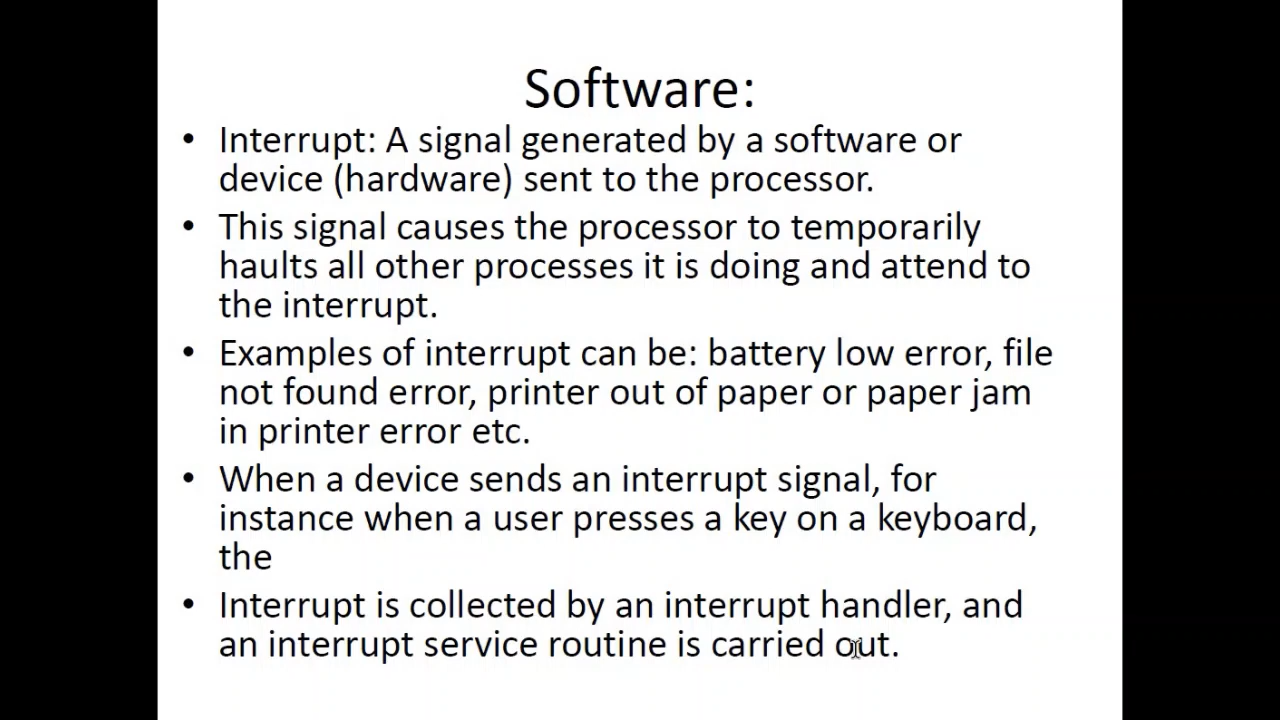 Software:
• Interrupt: A signal generated by a software or
device (hardware) sent to the processor.
• This signal causes the processor to temporarily
haults all other processes it is doing and attend to
the interrupt.
• Examples of interrupt can be: battery low error, file
not found error, printer out of paper or paper jam
in printer error etc.
• When a device sends an interrupt signal, for
instance when a user presses a key on a keyboard,
the
• Interrupt is collected by an interrupt handler, and
an interrupt service routine is carried out.